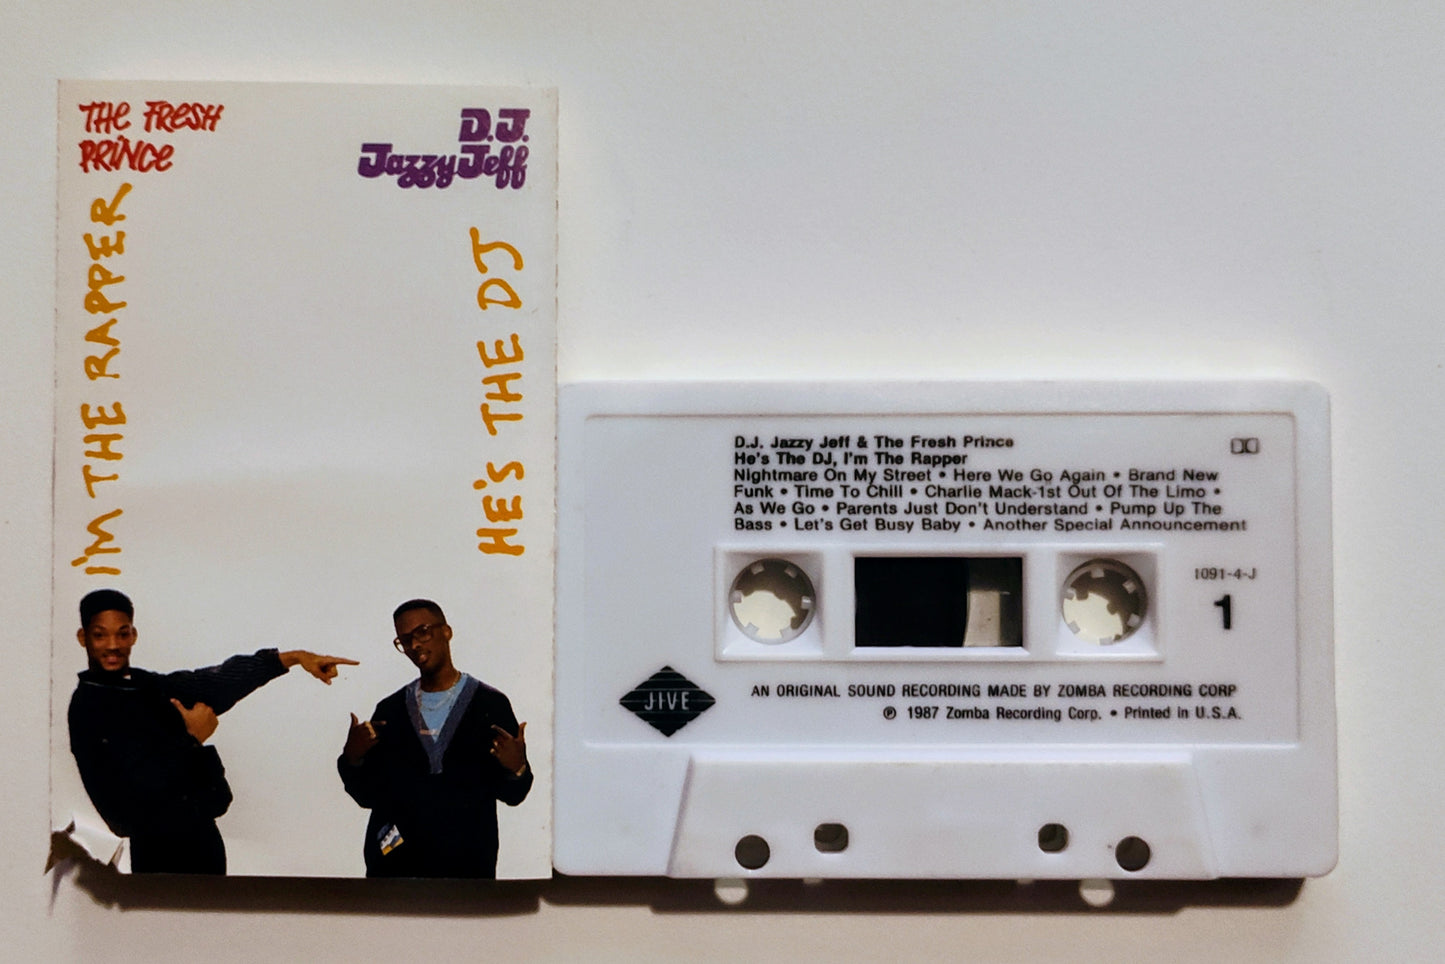 THE FRESH
PRINCE
D.J.
Jazzy Jeff
I'M THE RAPPER
HE'S THE DJ
D.J. Jazzy Jeff & The Fresh Prince
He's The DJ, I'm The Rapper
Nightmare On My Street • Here We Go Again • Brand New
Funk • Time To Chill • Charlie Mack-1st Out Of The Limo •
As We Go • Parents Just Don't Understand • Pump Up The
Bass • Let's Get Busy Baby • Another Special Announcement
1091-4-J
1
JIVE
AN ORIGINAL SOUND RECORDING MADE BY ZOMBA RECORDING CORP
℗ 1987 Zomba Recording Corp. • Printed in U.S.A.